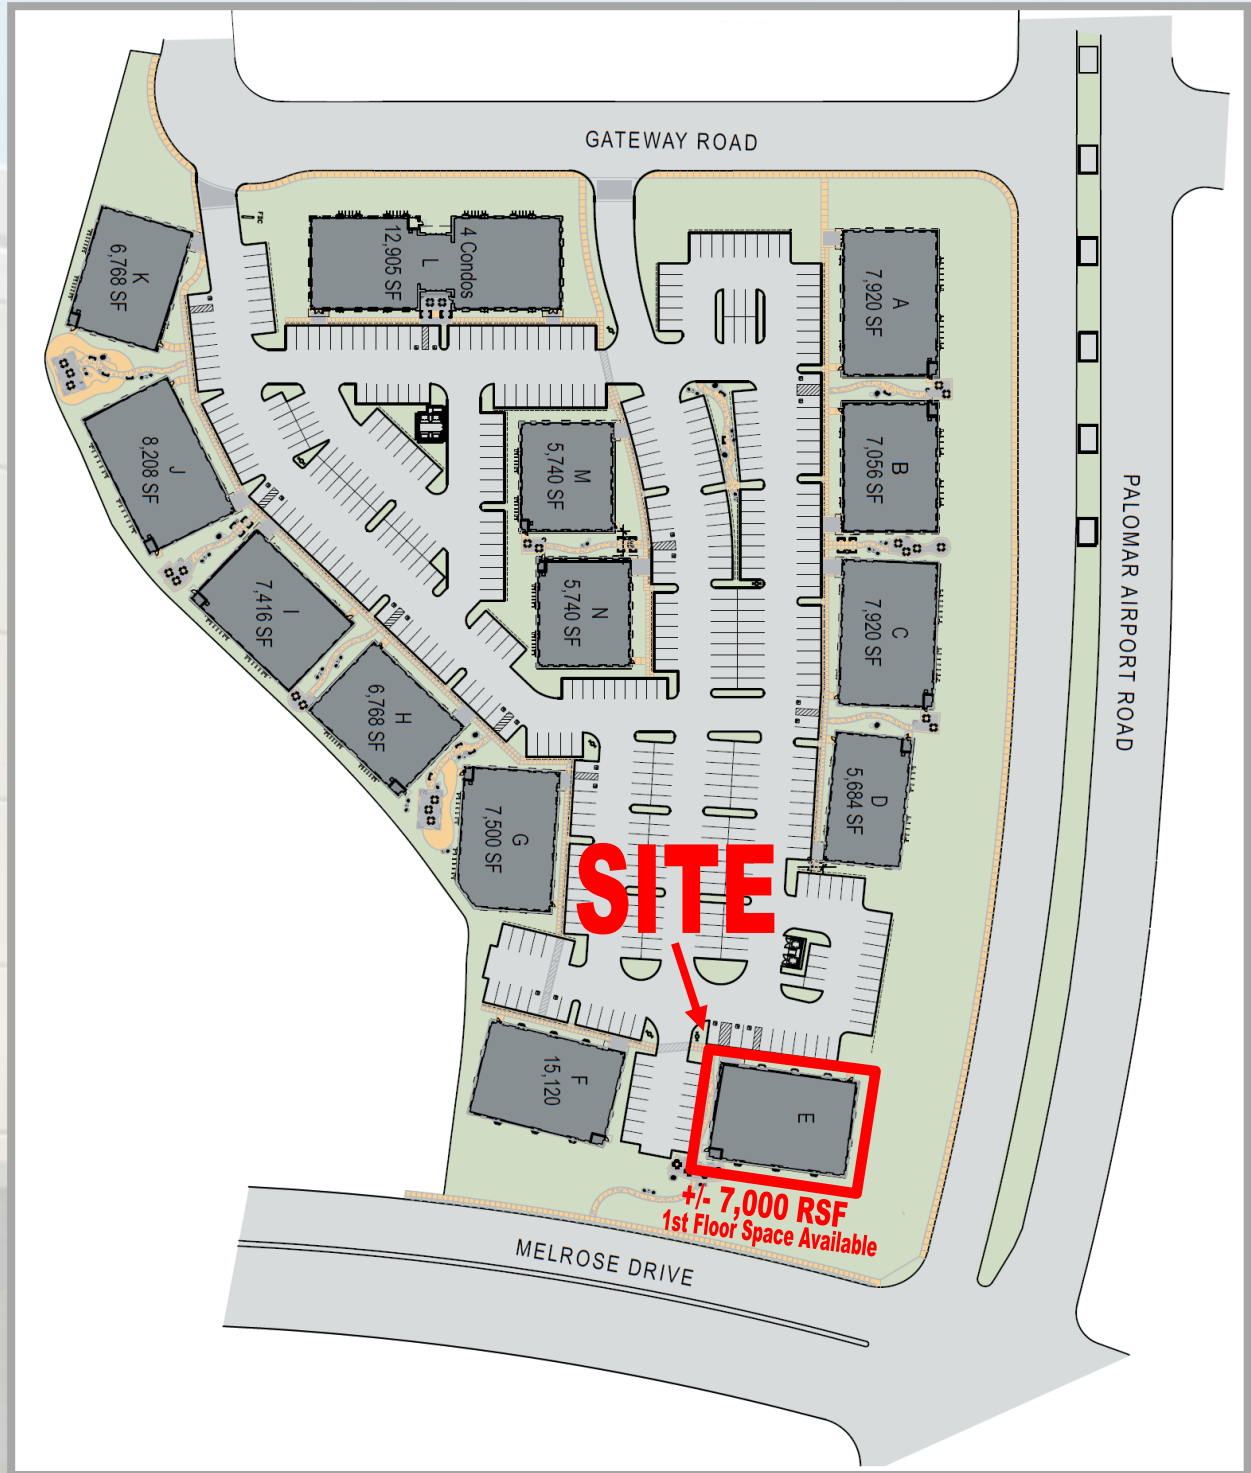 GATEWAY ROAD
PALOMAR AIRPORT ROAD
MELROSE DRIVE
K
6,768 SF
4 Condos
L
12,905 SF
A
7,920 SF
J
8,208 SF
M
5,740 SF
B
7,056 SF
I
7,416 SF
N
5,740 SF
C
7,920 SF
H
6,768 SF
D
5,684 SF
G
7,500 SF
SITE
F
15,120
E
+/- 7,000 RSF
1st Floor Space Available